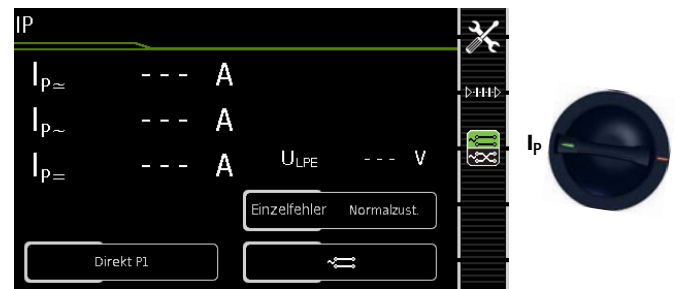 IP
IP≃ --- A
IP~ --- A
IP= --- A
ULPE --- V
Einzelfehler Normalzust.
Direkt P1
IP